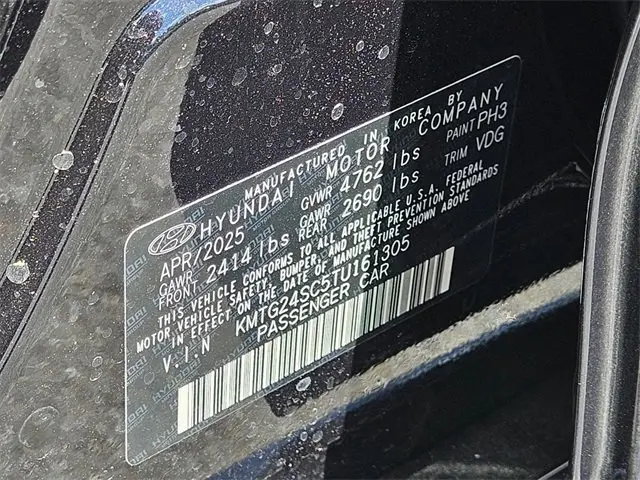 MANUFACTURED IN KOREA BY
HYUNDAI MOTOR COMPANY
APR/2025 GVWR 4762 lbs PAINT PH3
GAWR FRONT 2414 lbs GAWR REAR 2690 lbs TRIM VDG
THIS VEHICLE CONFORMS TO ALL APPLICABLE U.S.A. FEDERAL
MOTOR VEHICLE SAFETY, BUMPER, AND THEFT PREVENTION STANDARDS
IN EFFECT ON THE DATE OF MANUFACTURE SHOWN ABOVE
V.I.N KMTG24SC5TU161305
PASSENGER CAR